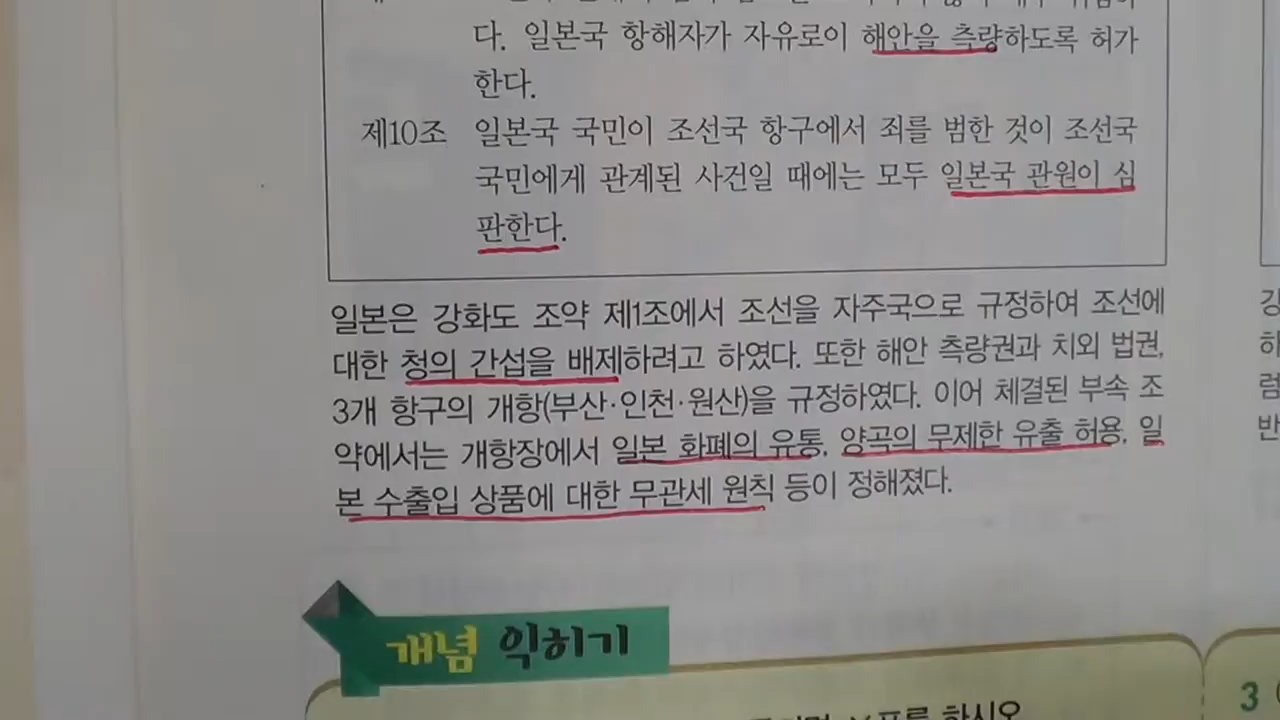 다. 일본국 항해자가 자유로이 해안을 측량하도록 허가
한다.
제10조 일본국 국민이 조선국 항구에서 죄를 범한 것이 조선국
국민에게 관계된 사건일 때에는 모두 일본국 관원이 심
판한다.
일본은 강화도 조약 제1조에서 조선을 자주국으로 규정하여 조선에
대한 청의 간섭을 배제하려고 하였다. 또한 해안 측량권과 치외 법권,
3개 항구의 개항(부산·인천·원산)을 규정하였다. 이어 체결된 부속 조
약에서는 개항장에서 일본 화폐의 유통, 양곡의 무제한 유출 허용, 일
본 수출입 상품에 대한 무관세 원칙 등이 정해졌다.
강
하
럼
반
개념 익히기
하시오
3